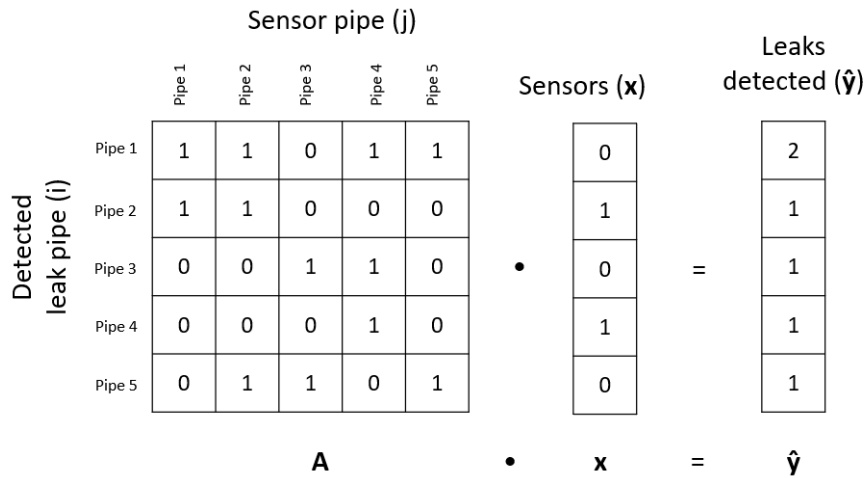 Sensor pipe (j)
Pipe 1 Pipe 2 Pipe 3 Pipe 4 Pipe 5
Sensors (x)
Leaks
detected (ŷ)
Detected
leak pipe (i)
Pipe 1 1 1 0 1 1 0 2
Pipe 2 1 1 0 0 0 1 1
Pipe 3 0 0 1 1 0 • 0 = 1
Pipe 4 0 0 0 1 0 1 1
Pipe 5 0 1 1 0 1 0 1
A • x = ŷ